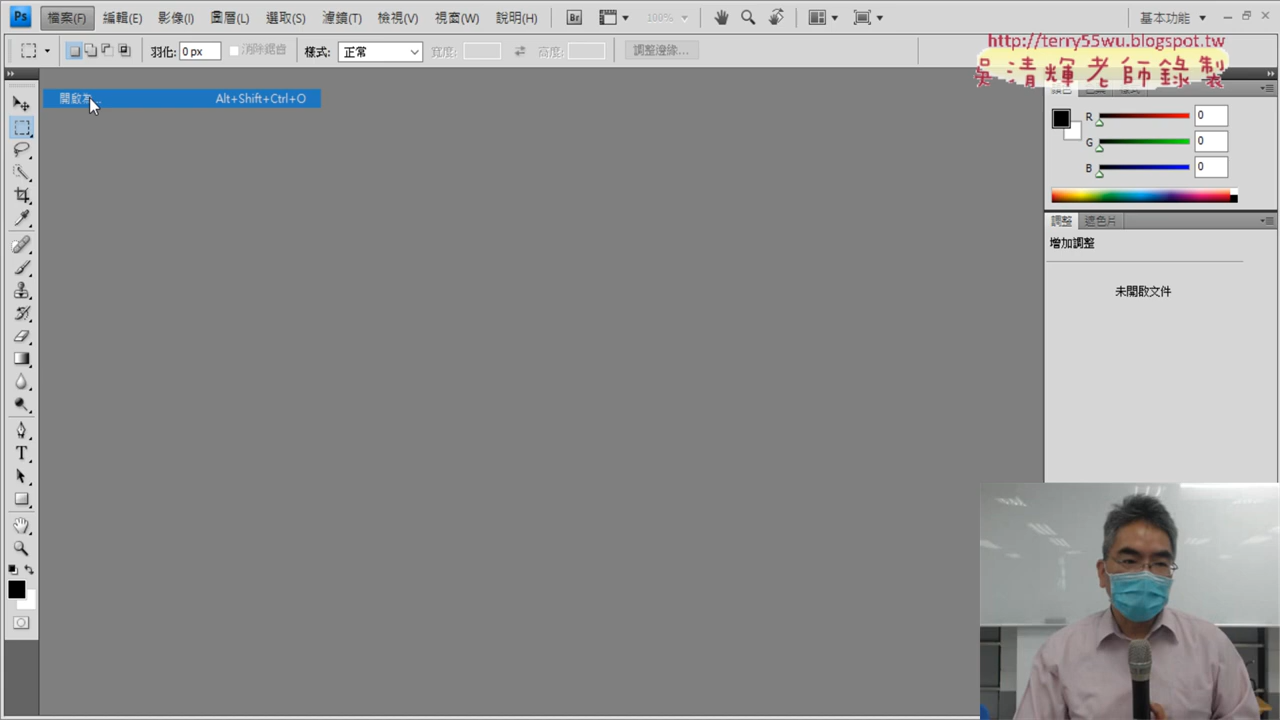 Ps 檔案(F) 編輯(E) 影像(I) 圖層(L) 選取(S) 濾鏡(T) 檢視(V) 視窗(W) 說明(H) Br 100% 基本功能
羽化: 0 px 消除鋸齒 樣式: 正常 寬度: 高度: 調整邊緣...
http://terry55wu.blogspot.tw
吳清輝老師錄製
開啟為... Alt+Shift+Ctrl+O
R 0
G 0
B 0
調整 遮色片
增加調整
未開啟文件
T